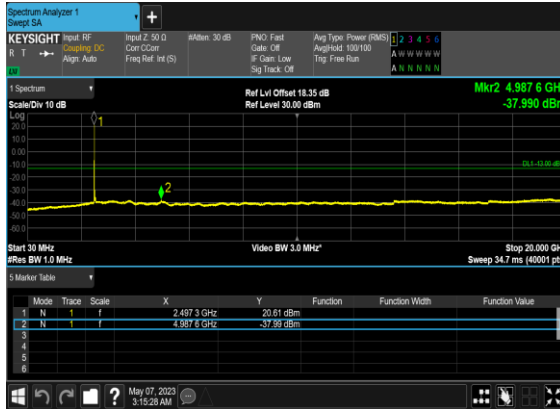 Spectrum Analyzer 1
Swept SA
+
KEYSIGHT Input: RF Input Z: 50 Ω #Atten: 30 dB PNO: Fast Avg Type: Power (RMS) 1 2 3 4 5 6
R T Coupling: DC Corr CCorr Gate: Off Avg|Hold: 100/100 A W W W W W
Align: Auto Freq Ref: Int (S) IF Gain: Low Trig: Free Run
Sig Track: Off A N N N N N
LU
1 Spectrum Ref Lvl Offset 18.35 dB Mkr2 4.987 6 GH
Scale/Div 10 dB Ref Level 30.00 dBm -37.990 dBr
Log
20.0
10.0
0.00
-10.0
-20.0
-30.0
-40.0
-50.0
-60.0
1
2
DL1 -13.00 dB
Start 30 MHz Video BW 3.0 MHz* Stop 20.000 GH
#Res BW 1.0 MHz Sweep 34.7 ms (40001 pt
5 Marker Table
Mode Trace Scale X Y Function Function Width Function Value
1 N 1 f 2.497 3 GHz 20.61 dBm
2 N 1 f 4.987 6 GHz -37.99 dBm
3
4
5
6
? May 07, 2023
3:15:28 AM